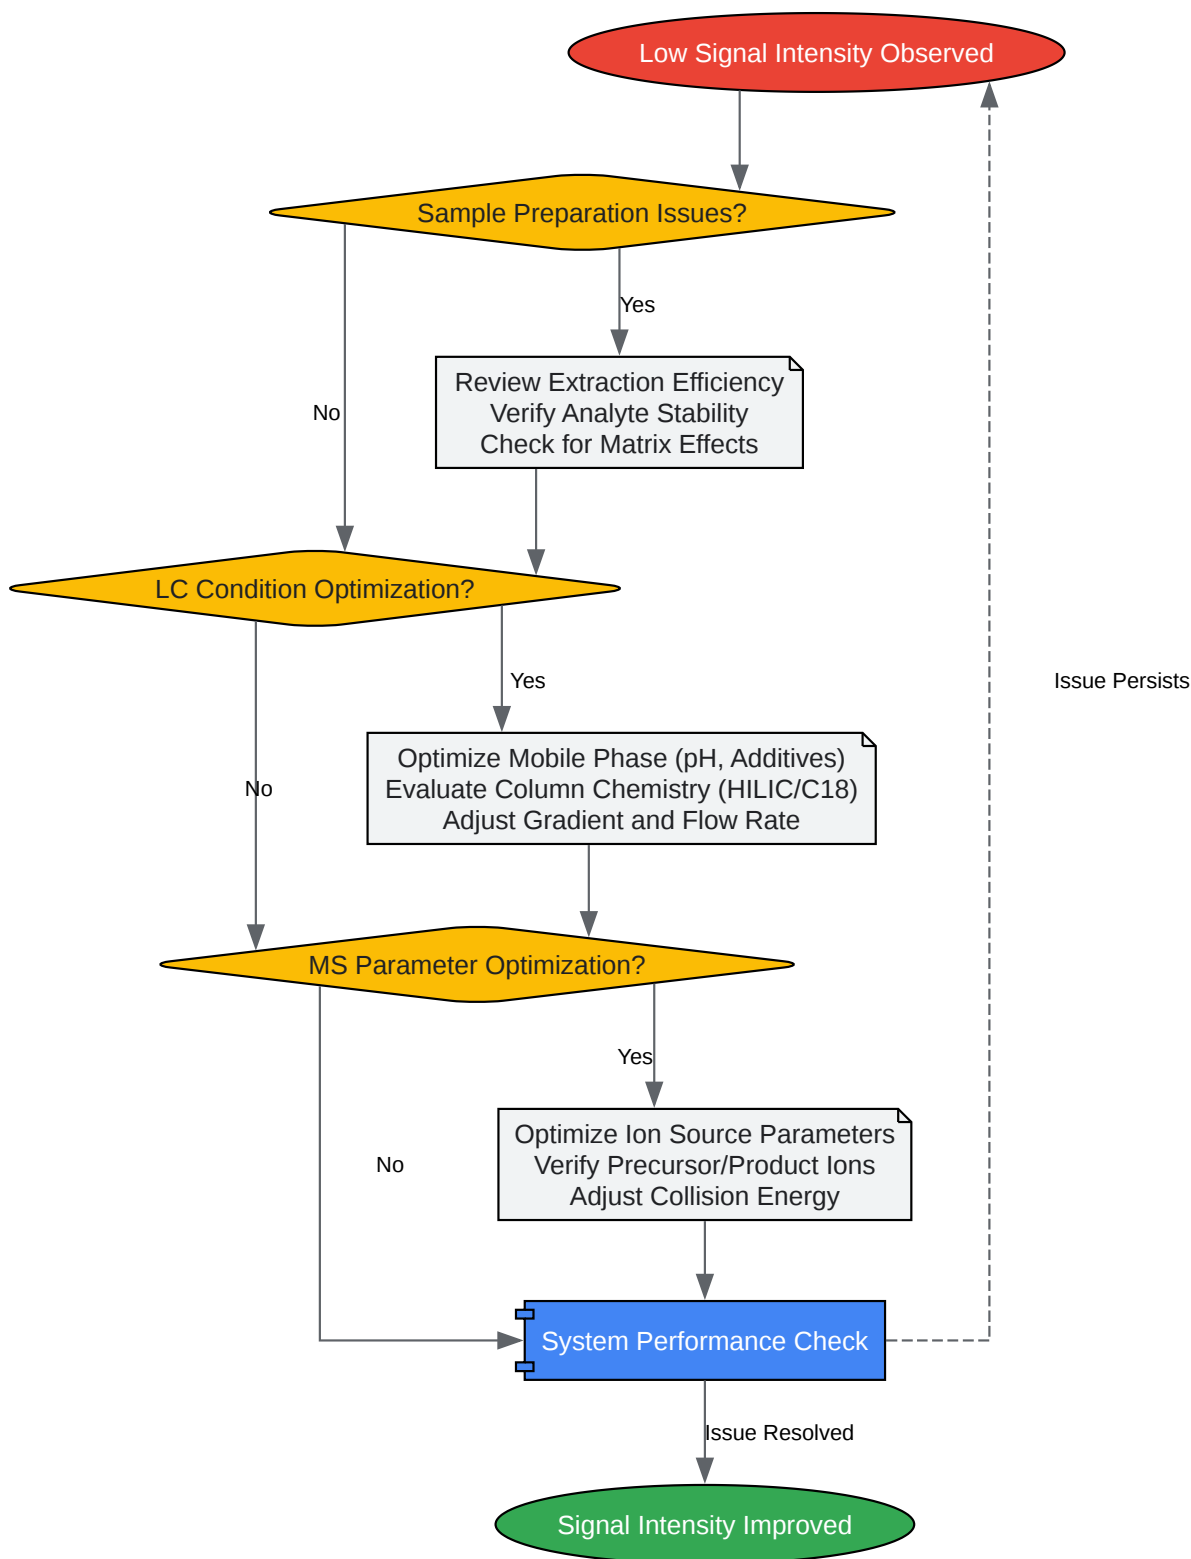 Low Signal Intensity Observed
Sample Preparation Issues?
Yes
Review Extraction Efficiency
Verify Analyte Stability
Check for Matrix Effects
No
LC Condition Optimization?
Yes
Issue Persists
Optimize Mobile Phase (pH, Additives)
Evaluate Column Chemistry (HILIC/C18)
Adjust Gradient and Flow Rate
No
MS Parameter Optimization?
Yes
Optimize Ion Source Parameters
Verify Precursor/Product Ions
Adjust Collision Energy
No
System Performance Check
Issue Resolved
Signal Intensity Improved